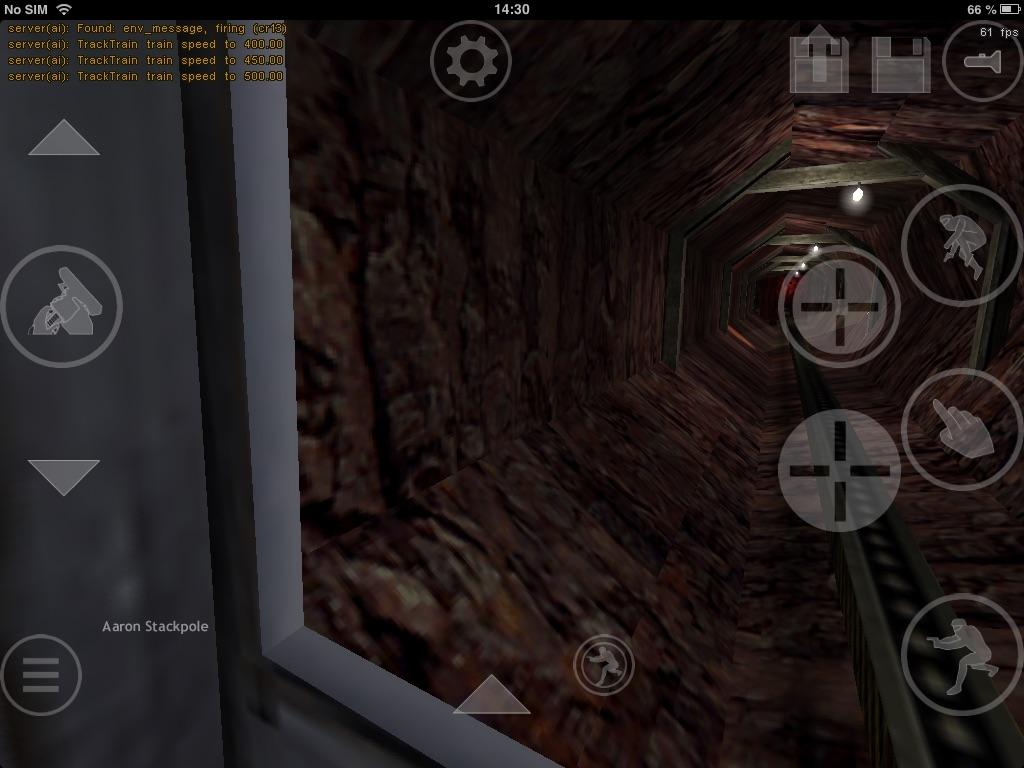 No SIM 14:30 66 %
61 fps
server(ai): Found: env_message, firing (cr13)
server(ai): TrackTrain train speed to 400.00
server(ai): TrackTrain train speed to 450.00
server(ai): TrackTrain train speed to 500.00
Aaron Stackpole